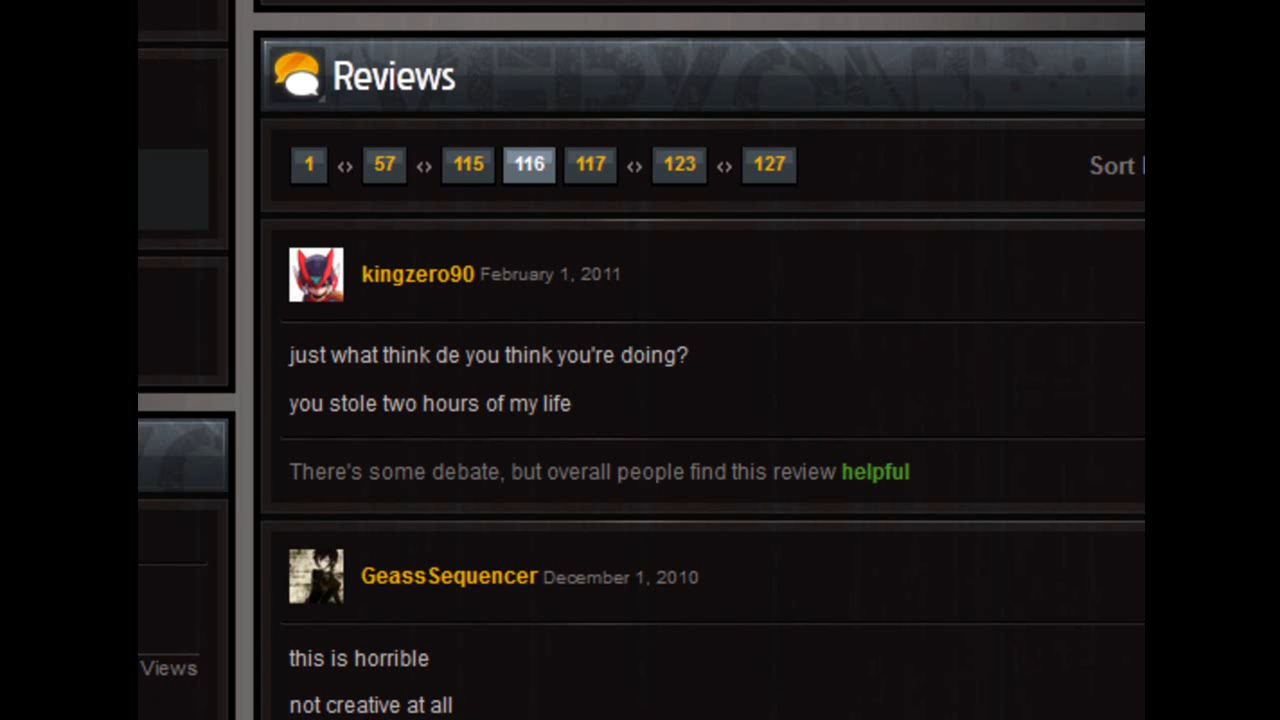 Reviews
1 <> 57 <> 115 116 117 <> 123 <> 127
Sort
kingzero90 February 1, 2011
just what think de you think you're doing?
you stole two hours of my life
There's some debate, but overall people find this review helpful
GeassSequencer December 1, 2010
this is horrible
Views
not creative at all